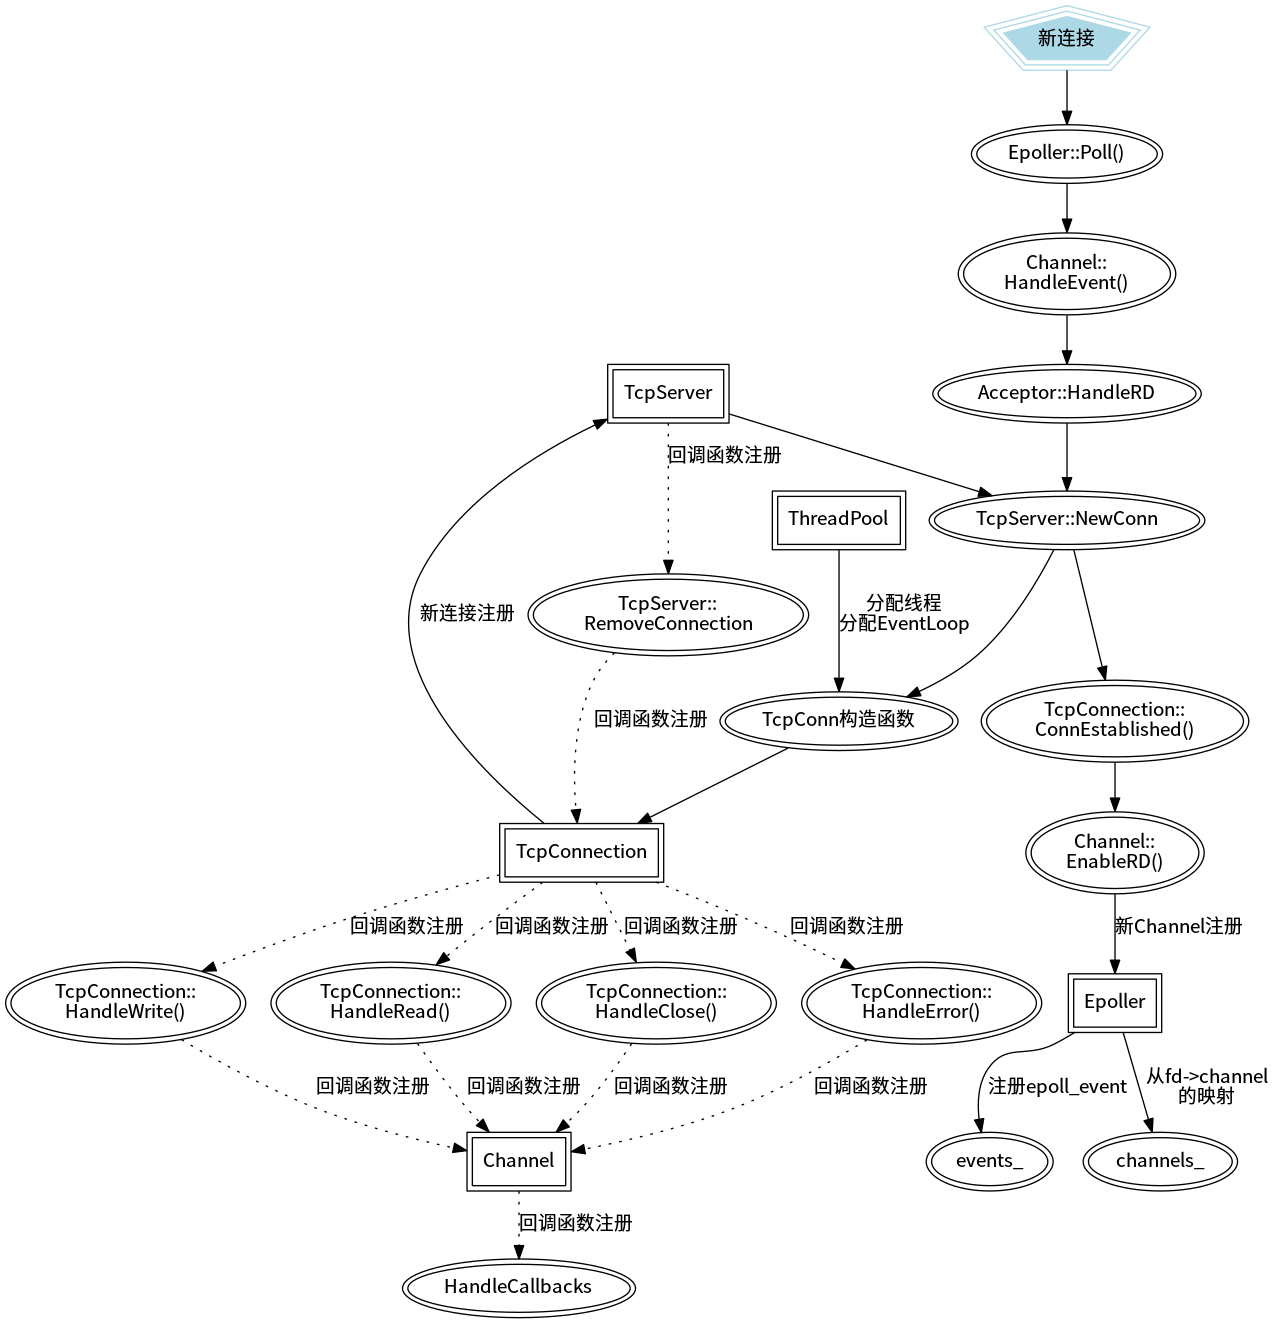 新连接
Epoller::Poll()
Channel::
HandleEvent()
TcpServer
Acceptor::HandleRD
回调函数注册
ThreadPool
TcpServer::NewConn
新连接注册
TcpServer::
RemoveConnection
分配线程
分配EventLoop
回调函数注册
TcpConn构造函数
TcpConnection::
ConnEstablished()
TcpConnection
Channel::
EnableRD()
回调函数注册
回调函数注册
回调函数注册
回调函数注册
新Channel注册
TcpConnection::
HandleWrite()
TcpConnection::
HandleRead()
TcpConnection::
HandleClose()
TcpConnection::
HandleError()
Epoller
回调函数注册
回调函数注册
回调函数注册
回调函数注册
注册epoll_event
从fd->channel
的映射
Channel
events_
channels_
回调函数注册
HandleCallbacks